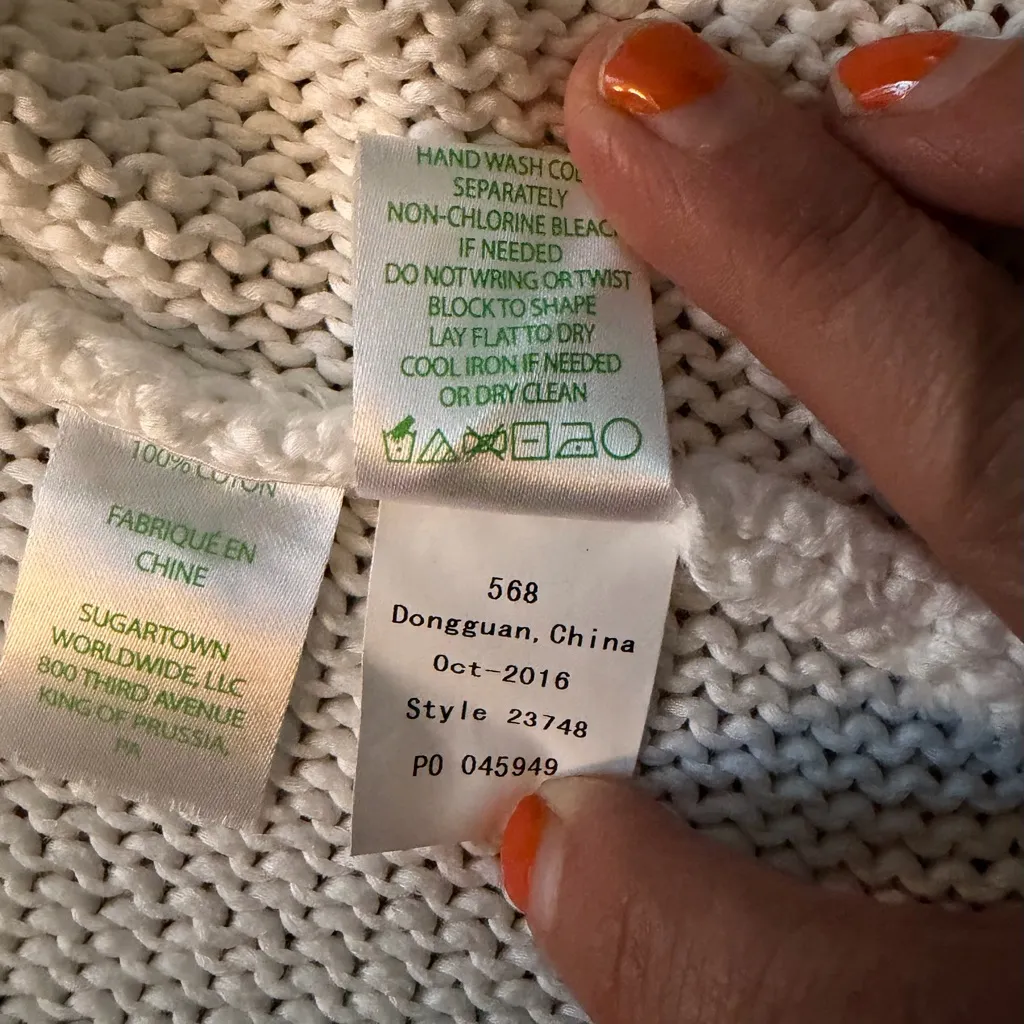 HAND WASH
SEPARATELY
NON-CHLORINE
IF NEEDED
DO NOT WRING OR TWIST
BLOCK TO SHAPE
LAY FLAT TO DRY
COOL IRON IF NEEDED
OR DRY CLEAN
100% COTON
FABRIQUÉ EN
CHINE
SUGARTOWN
WORLDWIDE, LLC
800 THIRD AVENUE
KING OF PRUSSIA,
PA
568
Dongguan, China
Oct-2016
Style 23748
PO 045949